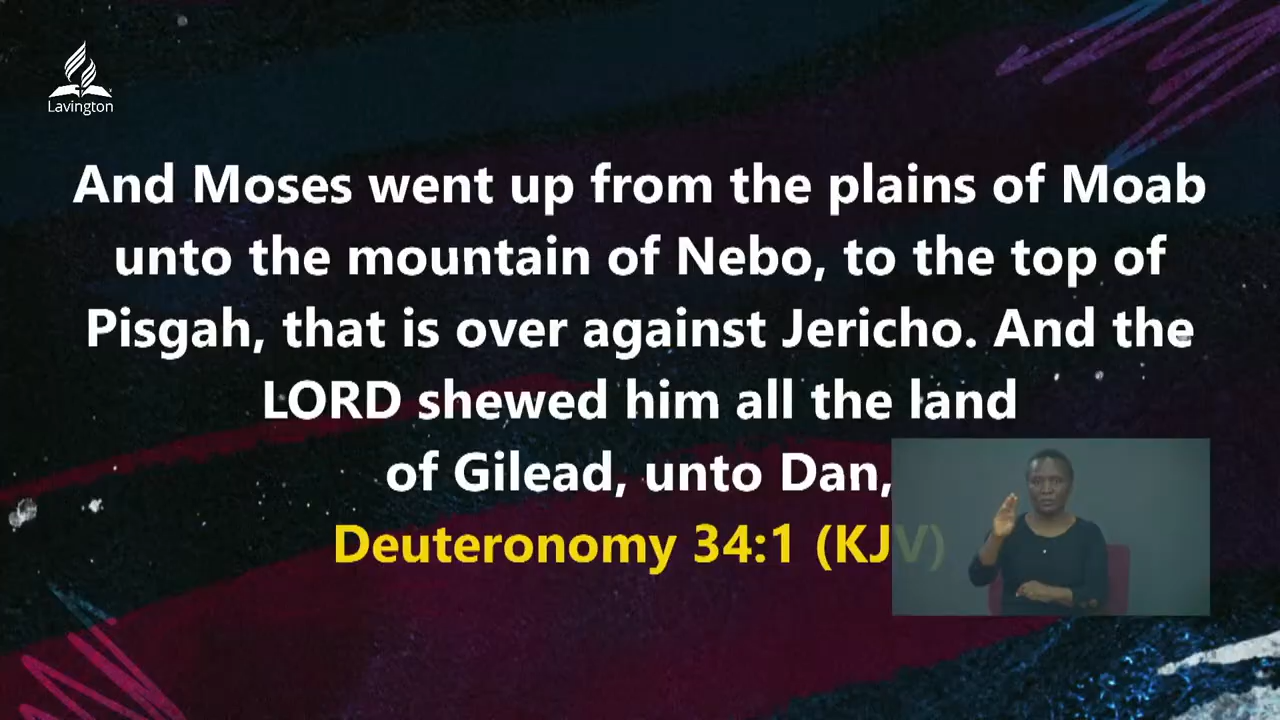 Lavington
And Moses went up from the plains of Moab
unto the mountain of Nebo, to the top of
Pisgah, that is over against Jericho. And the
LORD shewed him all the land
of Gilead, unto Dan,
Deuteronomy 34:1 (KJV)